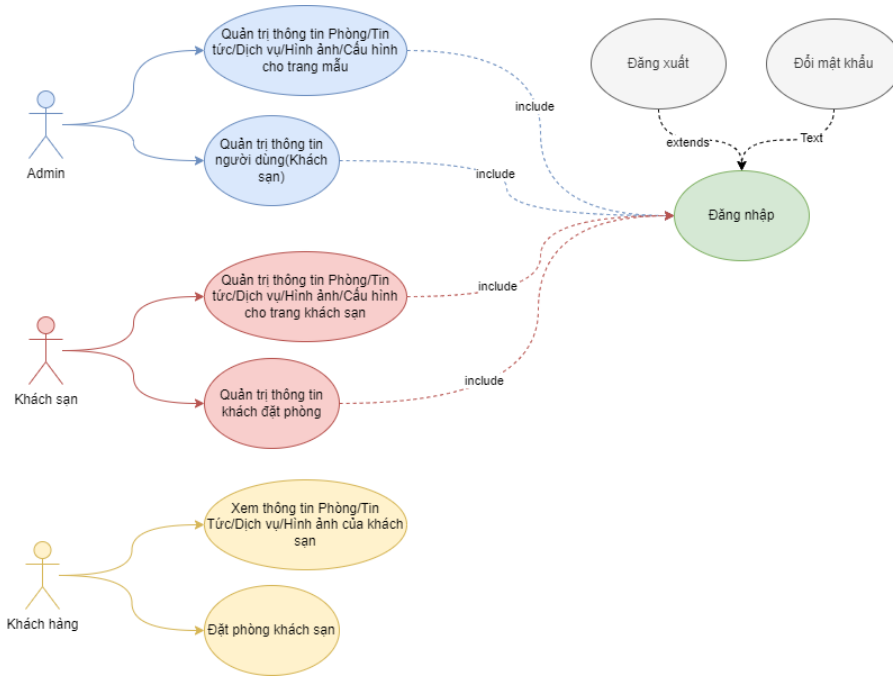 Quản trị thông tin Phòng/Tin
tức/Dịch vụ/Hình ảnh/Cấu hình
cho trang mẫu
Đăng xuất
Đổi mật khẩu
include
extends
Text
Admin
Quản trị thông tin
người dùng(Khách
sạn)
include
Đăng nhập
Quản trị thông tin Phòng/Tin
tức/Dịch vụ/Hình ảnh/Cấu hình
cho trang khách sạn
include
Khách sạn
Quản trị thông tin
khách đặt phòng
include
Xem thông tin Phòng/Tin
Tức/Dịch vụ/Hình ảnh của khách
sạn
Khách hàng
Đặt phòng khách sạn